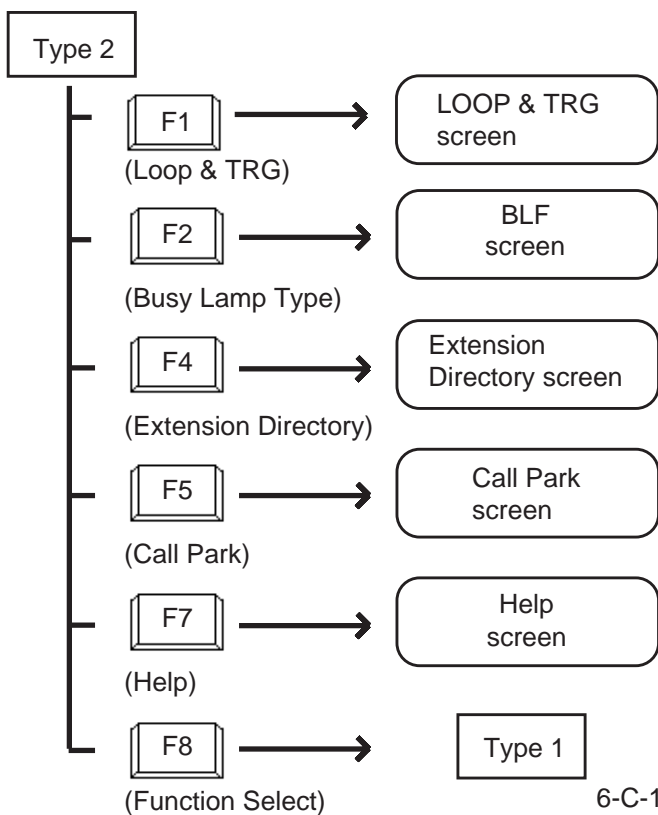 Type 2
F1
LOOP & TRG
screen
(Loop & TRG)
F2
BLF
screen
(Busy Lamp Type)
F4
Extension
Directory screen
(Extension Directory)
F5
Call Park
screen
(Call Park)
F7
Help
screen
(Help)
F8
Type 1
(Function Select)
6-C-1